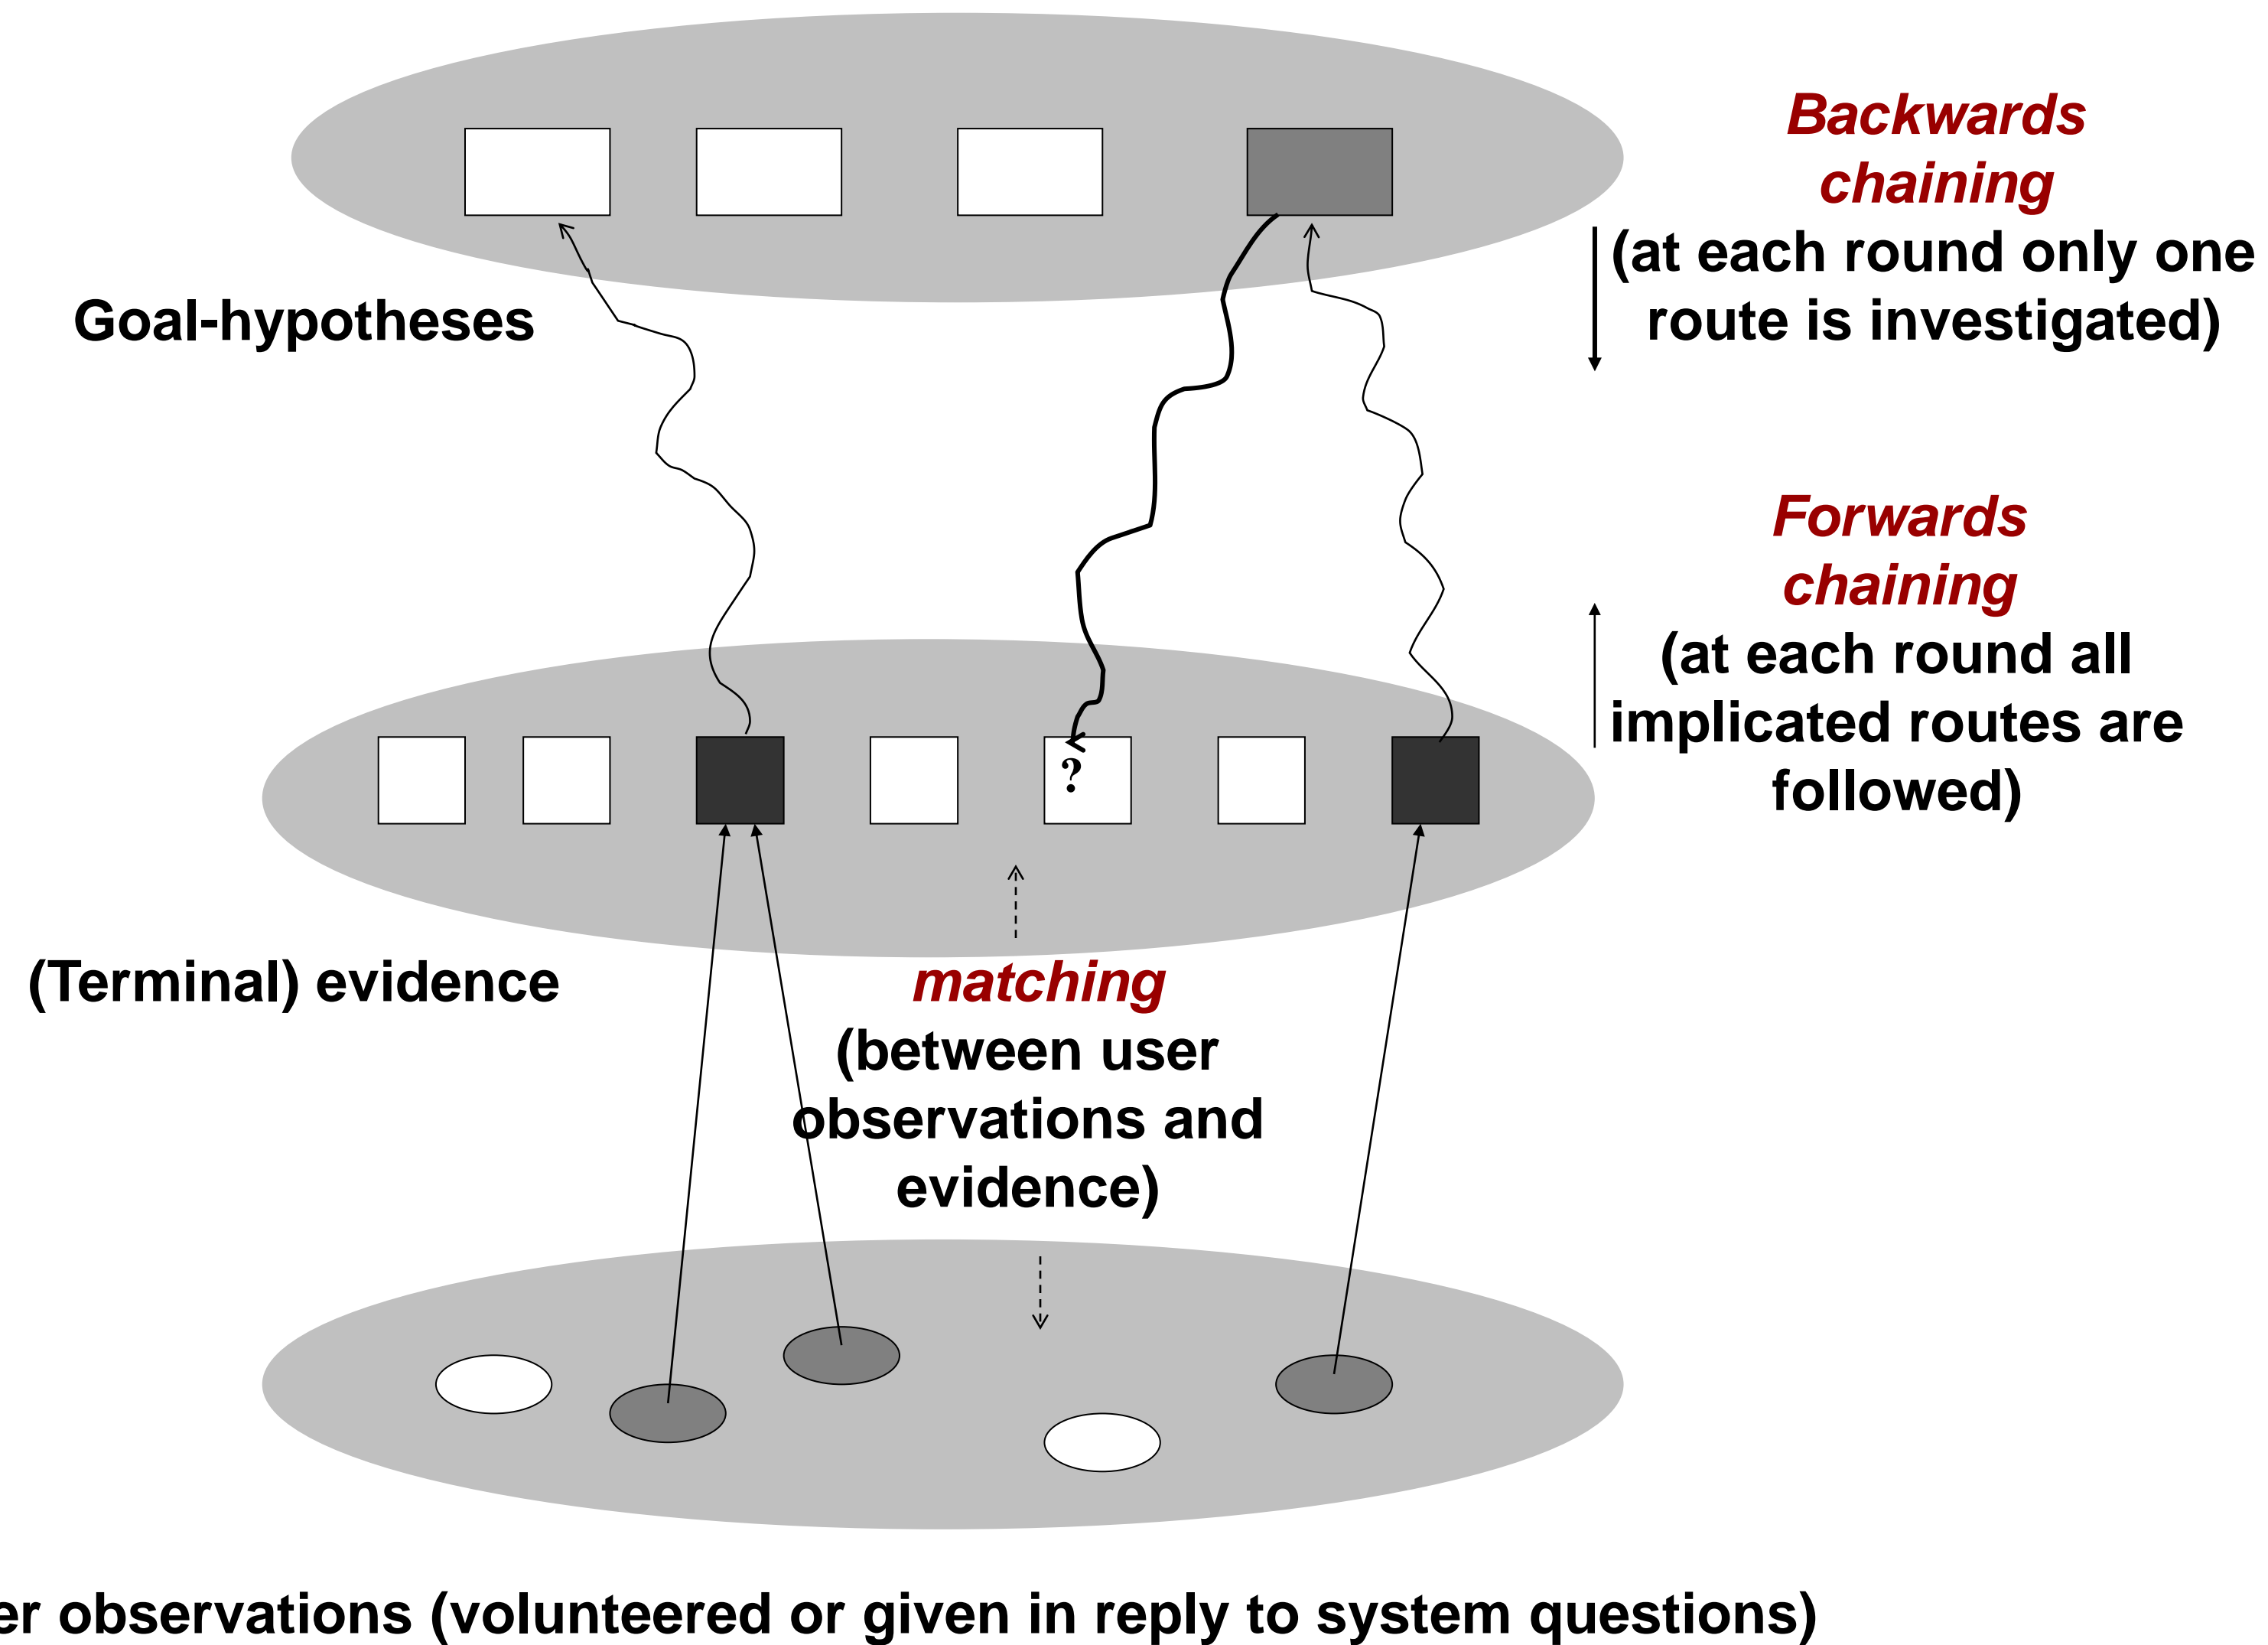 Backwards
chaining
(at each round only one
route is investigated)
Goal-hypotheses
Forwards
chaining
(at each round all
implicated routes are
followed)
?
(Terminal) evidence
matching
(between user
observations and
evidence)
er observations (volunteered or given in reply to system questions)